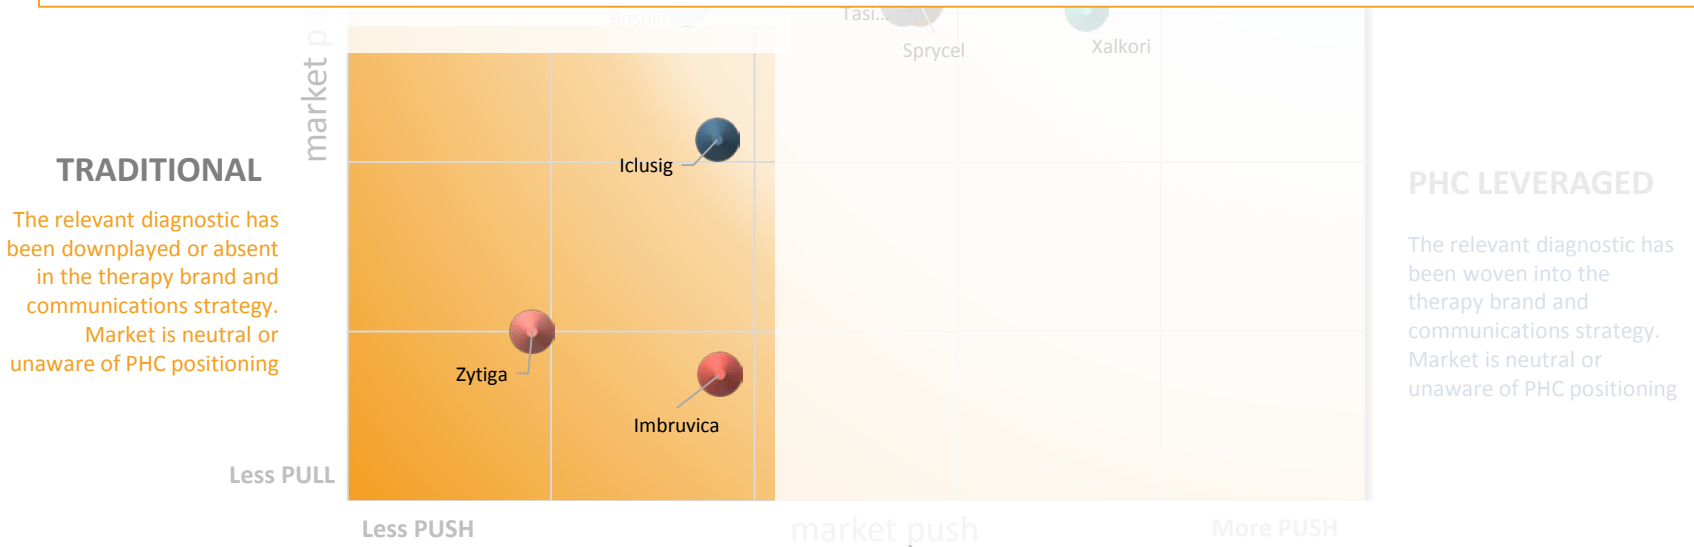 Bosulif
Tasi...
Sprycel
Xalkori
market p
Iclusig
TRADITIONAL
The relevant diagnostic has
been downplayed or absent
in the therapy brand and
communications strategy.
Market is neutral or
unaware of PHC positioning
PHC LEVERAGED
The relevant diagnostic has
been woven into the
therapy brand and
communications strategy.
Market is neutral or
unaware of PHC positioning
Zytiga
Imbruvica
Less PULL
Less PUSH
market push
More PUSH